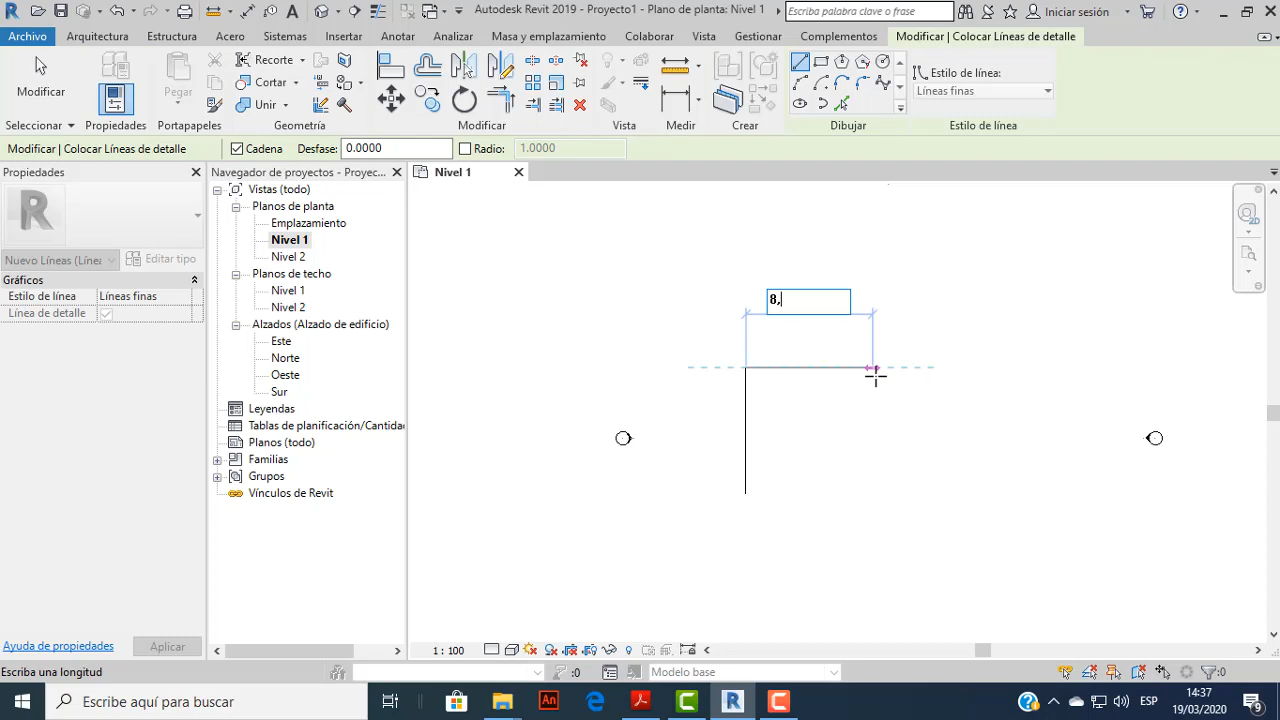 Autodesk Revit 2019 - Proyecto1 - Plano de planta: Nivel 1
Escriba palabra clave o frase
Iniciar sesión
Archivo Arquitectura Estructura Acero Sistemas Insertar Anotar Analizar Masa y emplazamiento Colaborar Vista Gestionar Complementos Modificar | Colocar Líneas de detalle
Modificar
Pegar
Recorte
Cortar
Unir
Estilo de línea:
Líneas finas
Seleccionar Propiedades Portapapeles Geometría Modificar Vista Medir Crear Dibujar Estilo de línea
Modificar | Colocar Líneas de detalle Cadena Desfase: 0.0000 Radio: 1.0000
Propiedades
Nuevo Líneas (Línea
Editar tipo
Gráficos
Estilo de línea Líneas finas
Línea de detalle
Ayuda de propiedades
Aplicar
Navegador de proyectos - Proyec...
Vistas (todo)
Planos de planta
Emplazamiento
Nivel 1
Nivel 2
Planos de techo
Nivel 1
Nivel 2
Alzados (Alzado de edificio)
Este
Norte
Oeste
Sur
Leyendas
Tablas de planificación/Cantida
Planos (todo)
Familias
Grupos
Vínculos de Revit
Nivel 1
2D
8,
1 : 100
Escriba una longitud
:0
Modelo base
:0
Escribe aquí para buscar
An
ESP
14:37
19/03/2020
9